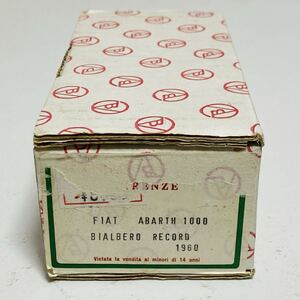 RENZE
FIAT ABARTH 1000
BIALBERO RECORD
1960
Vietata la vendita ai minori di 14 anni